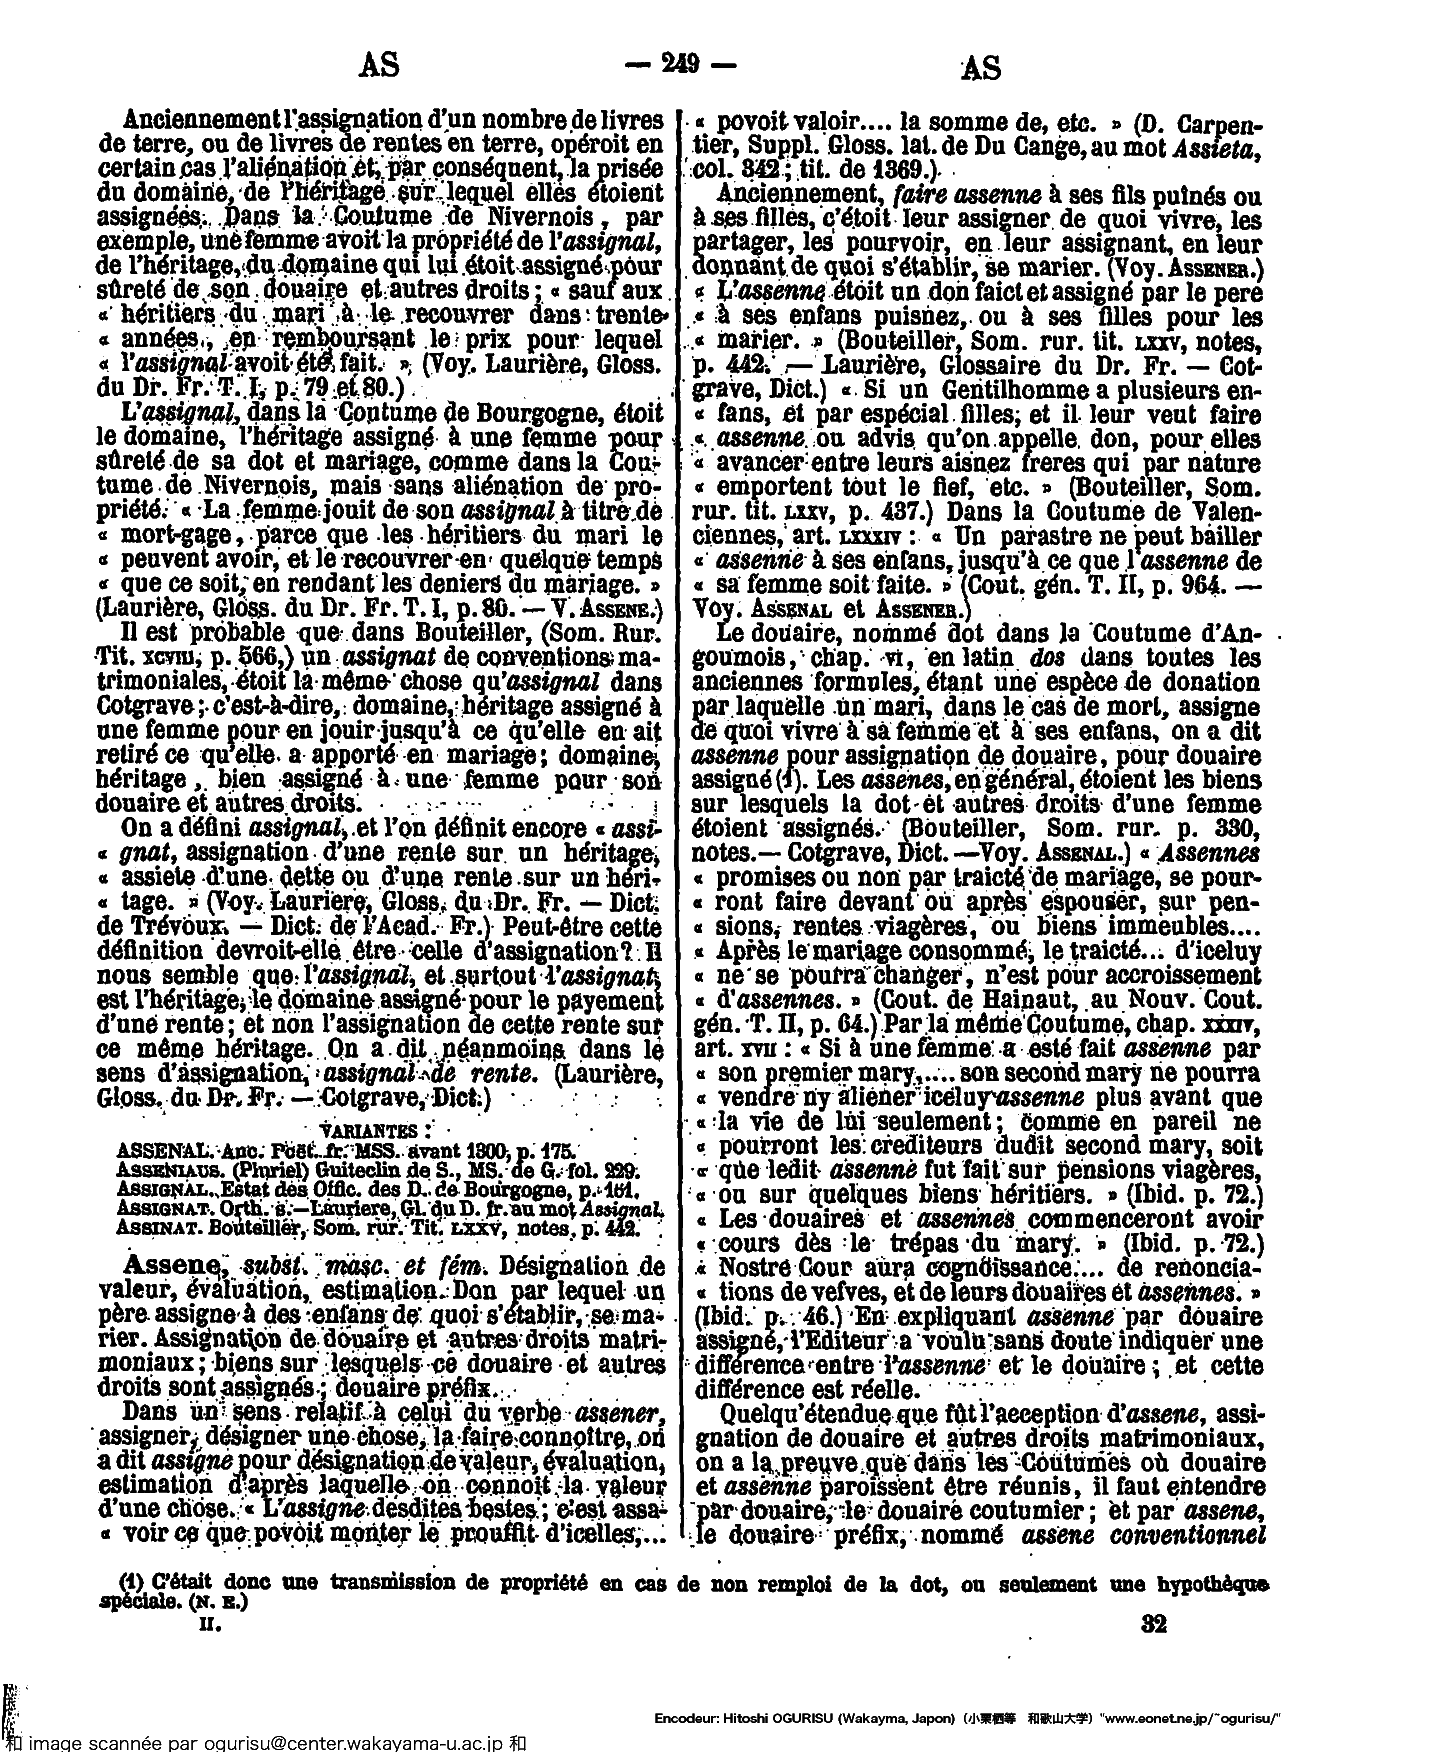 AS — 249 — AS
Anciennement l'assignation d'un nombre de livres
de terre, ou de livres de rentes en terre, opéroit en
certain cas l'aliénation et, par conséquent, la prisée
du domaine, de l'héritage sur lequel elles étoient
assignées. Dans la Coutume de Nivernois, par
exemple, une femme avoit la propriété de l'assignal,
de l'héritage, du domaine qui lui étoit assigné pour
sûreté de son douaire et autres droits; « sauf aux
« héritiers du mari à le recouvrer dans trente
« années, en remboursant le prix pour lequel
« l'assignal avoit été fait. » (Voy. Laurière, Gloss.
du Dr. Fr. T. I, p. 79 et 80.)
L'assignal, dans la Coutume de Bourgogne, étoit
le domaine, l'héritage assigné à une femme pour
sûreté de sa dot et mariage, comme dans la Cou-
tume de Nivernois, mais sans aliénation de pro-
priété. « La femme jouit de son assignal à titre de
« mort-gage, parce que les héritiers du mari le
« peuvent avoir, et le recouvrer en quelque temps
« que ce soit, en rendant les deniers du mariage. »
(Laurière, Gloss. du Dr. Fr. T. I, p. 80. — V. ASSENE.)
Il est probable que dans Bouteiller, (Som. Rur.
Tit. XCVIII, p. 566,) un assignat de conventions ma-
trimoniales, étoit la même chose qu'assignal dans
Cotgrave; c'est-à-dire, domaine, héritage assigné à
une femme pour en jouir jusqu'à ce qu'elle en ait
retiré ce qu'elle a apporté en mariage; domaine,
héritage, bien assigné à une femme pour son
douaire et autres droits.
On a défini assignal, et l'on définit encore « assi-
« gnat, assignation d'une rente sur un héritage,
« assiete d'une dette ou d'une rente sur un héri-
« tage. » (Voy. Lauriere, Gloss. du Dr. Fr. — Dict.
de Trévoux. — Dict. de l'Acad. Fr.) Peut-être cette
définition devroit-elle être celle d'assignation? Il
nous semble que l'assignal, et surtout l'assignat,
est l'héritage, le domaine assigné pour le payement
d'une rente; et non l'assignation de cette rente sur
ce même héritage. On a dit néanmoins dans le
sens d'assignation, assignal de rente. (Laurière,
Gloss. du Dr. Fr. — Cotgrave, Dict.)
VARIANTES :
ASSENAL. Anc. Poët. fr. MSS. avant 1300, p. 175.
ASSENIAUS. (Pluriel) Guiteclin de S., MS. de G. fol. 229.
ASSIGNAL. Estat des Offic. des D. de Bourgogne, p. 161.
ASSIGNAT. Orth. s. — Lauriere, Gl. du D. fr. au mot Assignal.
ASSINAT. Bouteiller, Som. rur. Tit. LXXV, notes, p. 442.
Assene, subst. masc. et fém. Désignation de
valeur, évaluation, estimation. Don par lequel un
père assigne à des enfans de quoi s'établir, se ma-
rier. Assignation de douaire et autres droits matri-
moniaux; biens sur lesquels ce douaire et autres
droits sont assignés; douaire préfix.
Dans un sens relatif à celui du verbe assener,
assigner, désigner une chose, la faire connoître, on
a dit assigne pour désignation de valeur, évaluation,
estimation d'après laquelle on connoit la valeur
d'une chose. « L'assigne desdites bestes; c'est assa-
« voir ce que povoit monter le prouffit d'icelles,...
« povoit valoir.... la somme de, etc. » (D. Carpen-
tier, Suppl. Gloss. lat. de Du Cange, au mot Assieta,
col. 342; tit. de 1369.)
Anciennement, faire assenne à ses fils puînés ou
à ses filles, c'étoit leur assigner de quoi vivre, les
partager, les pourvoir, en leur assignant, en leur
donnant de quoi s'établir, se marier. (Voy. ASSENER.)
« L'assenne étoit un don faict et assigné par le pere
« à ses enfans puisnez, ou à ses filles pour les
« marier. » (Bouteiller, Som. rur. tit. LXXV, notes,
p. 442. — Laurière, Glossaire du Dr. Fr. — Cot-
grave, Dict.) « Si un Gentilhomme a plusieurs en-
« fans, et par espécial filles; et il leur veut faire
« assenne ou advis qu'on appelle don, pour elles
« avancer entre leurs aisnez freres qui par nature
« emportent tout le fief, etc. » (Bouteiller, Som.
rur. tit. LXXV, p. 437.) Dans la Coutume de Valen-
ciennes, art. LXXXIV : « Un parastre ne peut bailler
« assenne à ses enfans, jusqu'à ce que l'assenne de
« sa femme soit faite. » (Cout. gén. T. II, p. 964. —
Voy. ASSENAL et ASSENER.)
Le douaire, nommé dot dans la Coutume d'An-
goumois, chap. VI, en latin dos dans toutes les
anciennes formules, étant une espèce de donation
par laquelle un mari, dans le cas de mort, assigne
de quoi vivre à sa femme et à ses enfans, on a dit
assenne pour assignation de douaire, pour douaire
assigné (1). Les assenes, en général, étoient les biens
sur lesquels la dot et autres droits d'une femme
étoient assignés. (Bouteiller, Som. rur. p. 330,
notes. — Cotgrave, Dict. — Voy. ASSENAL.) « Assennes
« promises ou non par traicté de mariage, se pour-
« ront faire devant ou après espouser, sur pen-
« sions, rentes viagères, ou biens immeubles....
« Après le mariage consommé, le traicté... d'iceluy
« ne se pourra changer, n'est pour accroissement
« d'assennes. » (Cout. de Hainaut, au Nouv. Cout.
gén. T. II, p. 64.) Par la même Coutume, chap. XXXIV,
art. XVII : « Si à une femme a esté fait assenne par
« son premier mary,.... son second mary ne pourra
« vendre ny aliener iceluy assenne plus avant que
« la vie de lui seulement; comme en pareil ne
« pourront les créditeurs dudit second mary, soit
« que ledit assenne fut fait sur pensions viagères,
« ou sur quelques biens héritiers. » (Ibid. p. 72.)
« Les douaires et assennes commenceront avoir
« cours dès le trépas du mary. » (Ibid. p. 72.)
« Nostre Cour aura cognoissance.... de renoncia-
« tions de vefves, et de leurs douaires et assennes. »
(Ibid. p. 46.) En expliquant assenne par douaire
assigné, l'Editeur a voulu sans doute indiquer une
différence entre l'assenne et le douaire; et cette
différence est réelle.
Quelqu'étendue que fût l'acception d'assene, assi-
gnation de douaire et autres droits matrimoniaux,
on a la preuve que dans les Coutumes où douaire
et assenne paroissent être réunis, il faut entendre
par douaire, le douaire coutumier; et par assene,
le douaire préfix, nommé assene conventionnel
(1) C'était donc une transmission de propriété en cas de non remploi de la dot, ou seulement une hypothèque
spéciale. (N. E.)
II. 32
Encodeur: Hitoshi OGURISU (Wakayma, Japon) (小栗栖等 和歌山大学) "www.eonet.ne.jp/~ogurisu/"
和 image scannée par ogurisu@center.wakayama-u.ac.jp 和